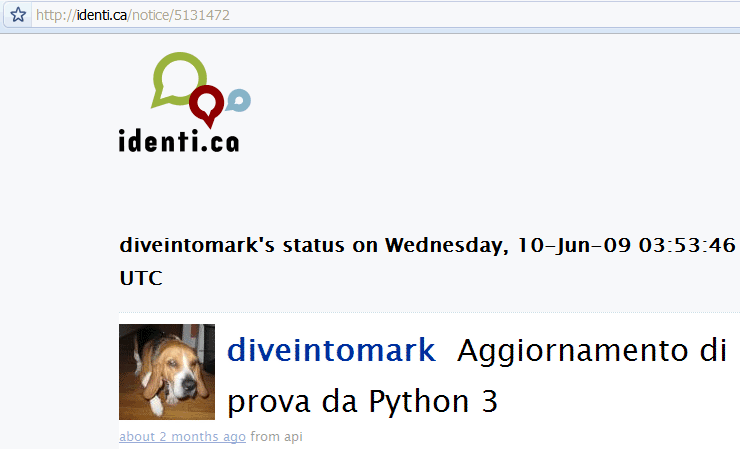 http://identi.ca/notice/5131472
identi.ca
diveintomark's status on Wednesday, 10-Jun-09 03:53:46
UTC
diveintomark Aggiornamento di
prova da Python 3
about 2 months ago from api